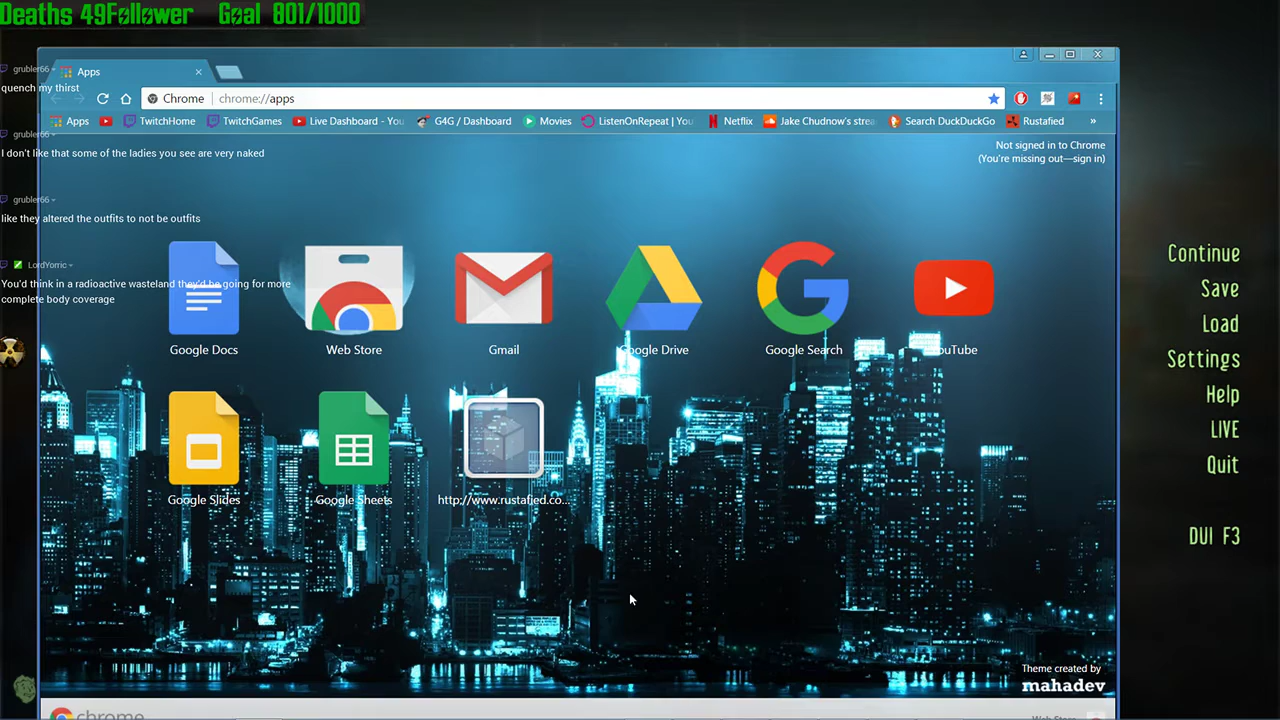 Deaths 49Follower Goal 801/1000
Apps
Chrome chrome://apps
Apps TwitchHome TwitchGames Live Dashboard - You G4G / Dashboard Movies ListenOnRepeat | You Netflix Jake Chudnow's strea Search DuckDuckGo Rustafied »
Not signed in to Chrome
(You're missing out—sign in)
grubler66
quench my thirst
grubler66
I don't like that some of the ladies you see are very naked
grubler66
like they altered the outfits to not be outfits
LordYorric
You'd think in a radioactive wasteland they'd be going for more
complete body coverage
Google Docs Web Store Gmail Google Drive Google Search YouTube
Google Slides Google Sheets http://www.rustafied.co...
Continue
Save
Load
Settings
Help
LIVE
Quit
DUI F3
Theme created by
mahadev
chrome
Web Store